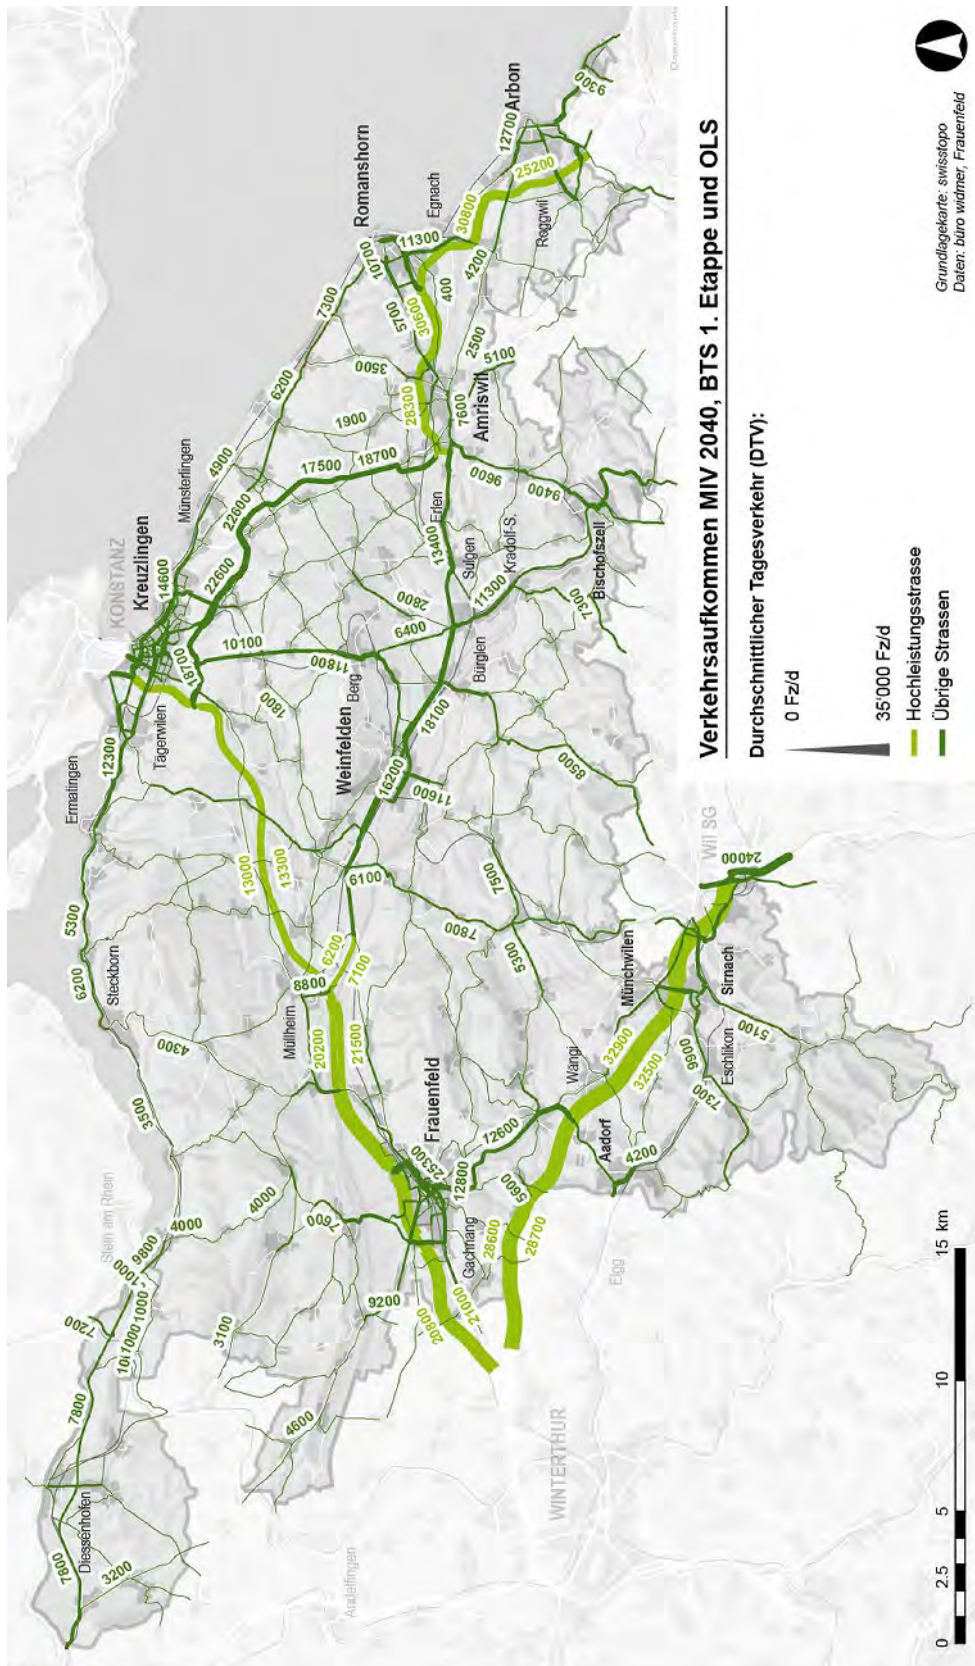 Verkehrsaufkommen MIV 2040, BTS 1. Etappe und OLS
Durchschnittlicher Tagesverkehr (DTV):
0 Fz/d
35'000 Fz/d
Hochleistungsstrasse
Übrige Strassen
Grundlagekarte: swisstopo
Daten: büro widmer, Frauenfeld
0
2.5
5
10
15 km
Diessenhofen
7800
3200
7800
7200
1000
1000
1000
9800
4000
Stein am Rhein
3500
4300
6200
Steckborn
5300
Ermatingen
12300
Tägerwilen
KONSTANZ
Kreuzlingen
14600
18700
22600
22600
Münsterlingen
4900
6200
7300
Romanshorn
10700
11300
5700
30600
400
Egnach
30800
4200
Roggwil
25200
12700
Arbon
9300
3500
1900
28300
2500
5100
7600
Amriswil
17500
18700
9600
9400
Erlen
13400
Sulgen
Kradolf-S.
11300
Bischofszell
7300
2800
6400
Bürglen
10100
11800
Berg
1800
Weinfelden
18100
16200
11600
8500
13000
13300
6100
7500
7800
5300
6200
7100
8800
Müllheim
20200
21500
Frauenfeld
25300
12800
12600
Gachnang
7600
4000
3100
9200
4600
20800
21000
28600
28700
5600
Wängi
Aadorf
4200
32900
32500
Münchwilen
Sirnach
Wil SG
24000
9900
7300
Eschlikon
5100
Elgg
WINTERTHUR
Andelfingen